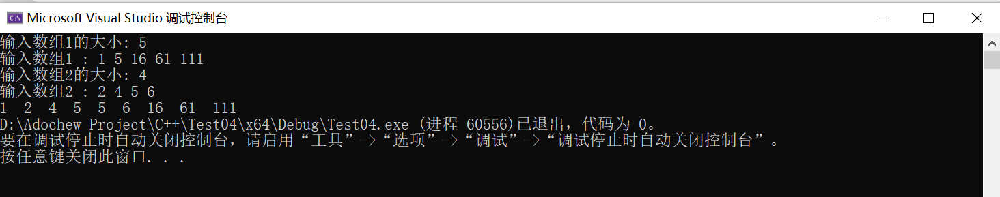 Microsoft Visual Studio 调试控制台
输入数组1的大小: 5
输入数组1 : 1 5 16 61 111
输入数组2的大小: 4
输入数组2 : 2 4 5 6
1  2  4  5  5  6  16  61  111
D:\Adochew Project\C++\Test04\x64\Debug\Test04.exe (进程 60556)已退出，代码为 0。
要在调试停止时自动关闭控制台，请启用“工具”->“选项”->“调试”->“调试停止时自动关闭控制台”。
按任意键关闭此窗口. . .